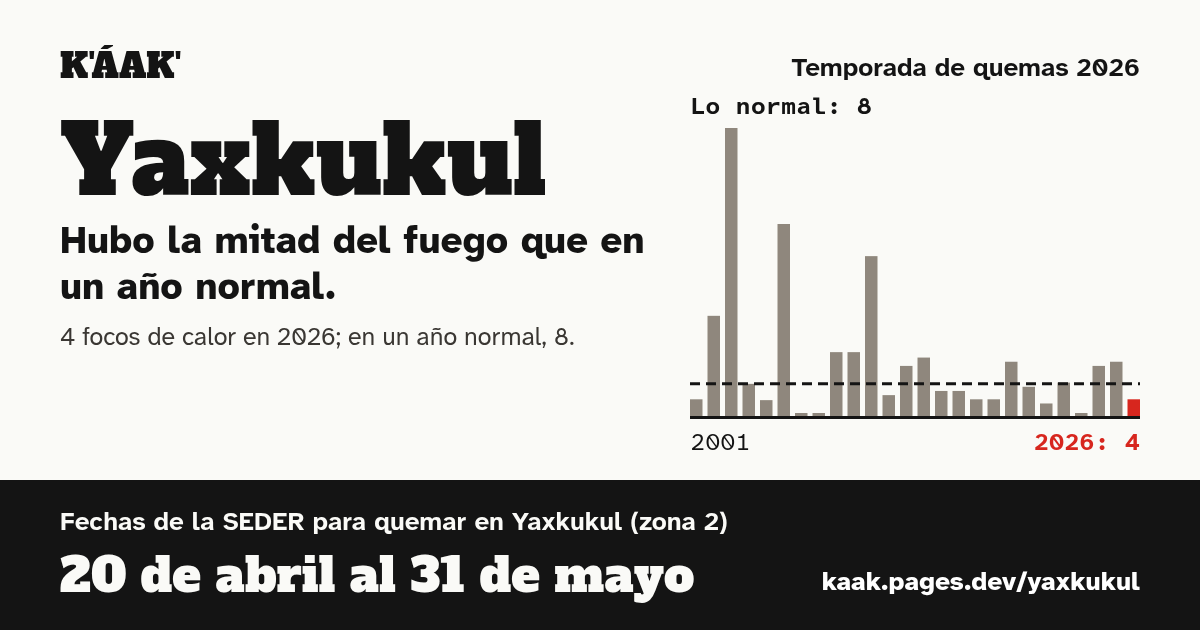 K'ÁAK'
Temporada de quemas 2026
Yaxkukul
Hubo la mitad del fuego que en
un año normal.
4 focos de calor en 2026; en un año normal, 8.
Lo normal: 8
2001
2026: 4
Fechas de la SEDER para quemar en Yaxkukul (zona 2)
20 de abril al 31 de mayo
kaak.pages.dev/yaxkukul